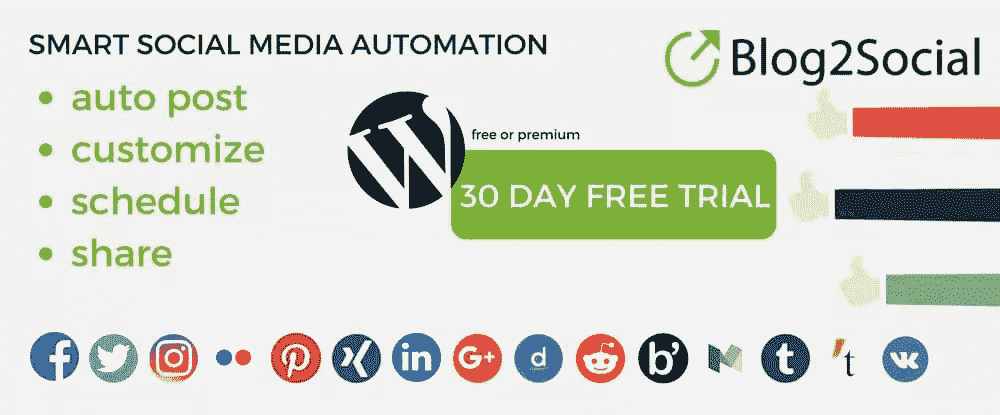 SMART SOCIAL MEDIA AUTOMATION
Blog2Social
• auto post
• customize
• schedule
• share
free or premium
30 DAY FREE TRIAL